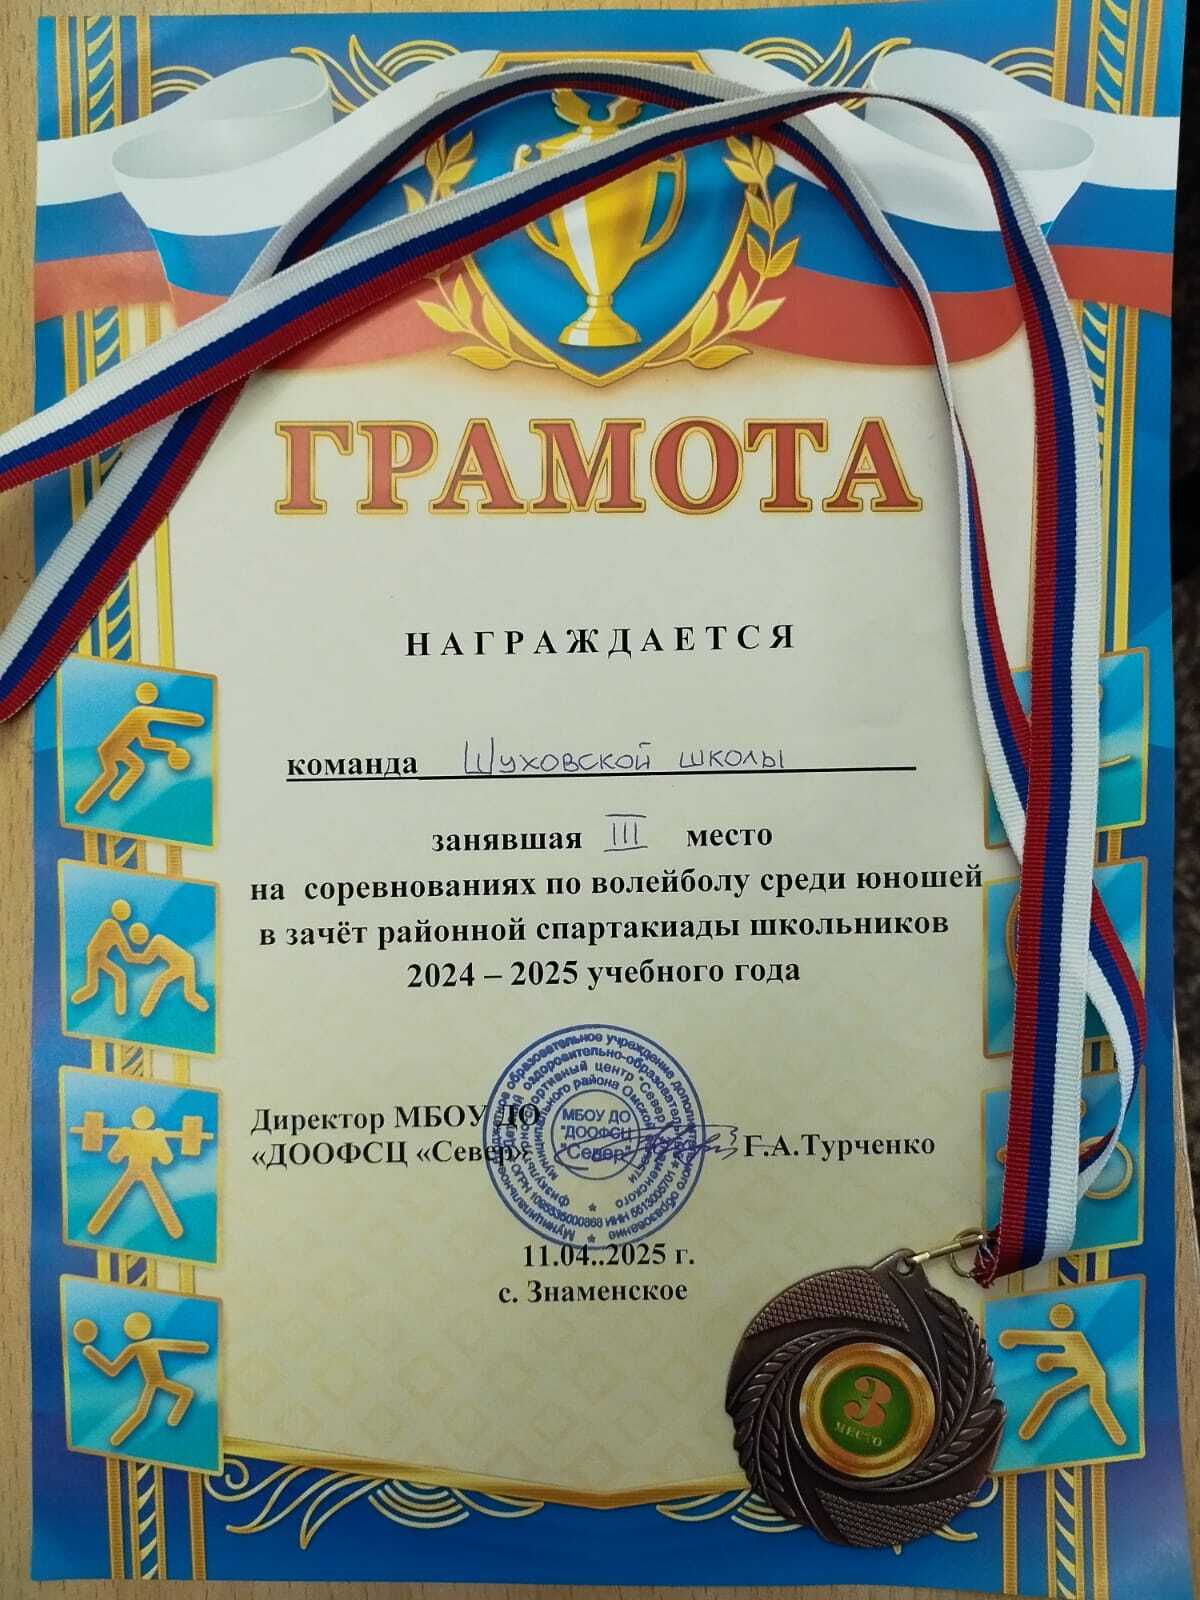 ГРАМОТА
НАГРАЖДАЕТСЯ
команда Шуховской школы
занявшая III место
на соревнованиях по волейболу среди юношей
в зачёт районной спартакиады школьников
2024 – 2025 учебного года
Директор МБОУ ДО
«ДООФСЦ «Север»
Г.А.Турченко
МБОУ ДО
"ДООФСЦ
"Север"
11.04..2025 г.
с. Знаменское
3
МЕСТО